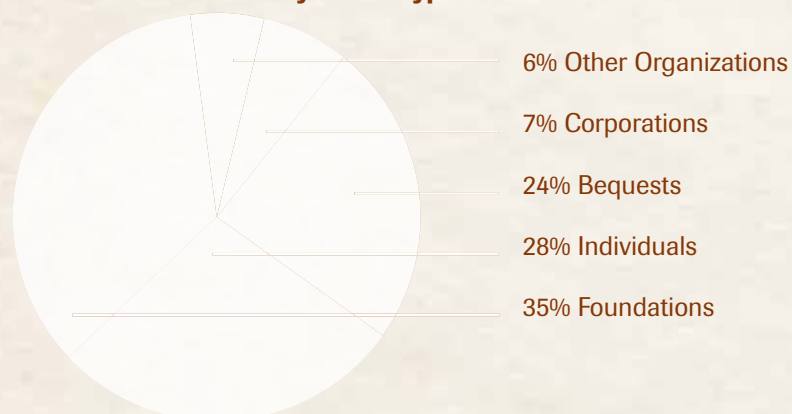 6% Other Organizations
7% Corporations
24% Bequests
28% Individuals
35% Foundations